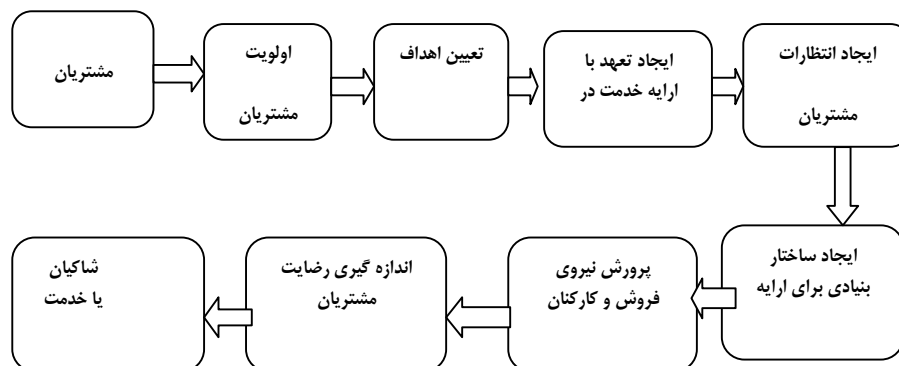 مشتریان
اولویت
مشتریان
تعیین اهداف
ایجاد تعهد با
ارایه خدمت در
ایجاد انتظارات
مشتریان
ایجاد ساختار
بنیادی برای ارایه
پرورش نیروی
فروش و کارکنان
اندازه گیری رضایت
مشتریان
شاکیان
یا خدمت